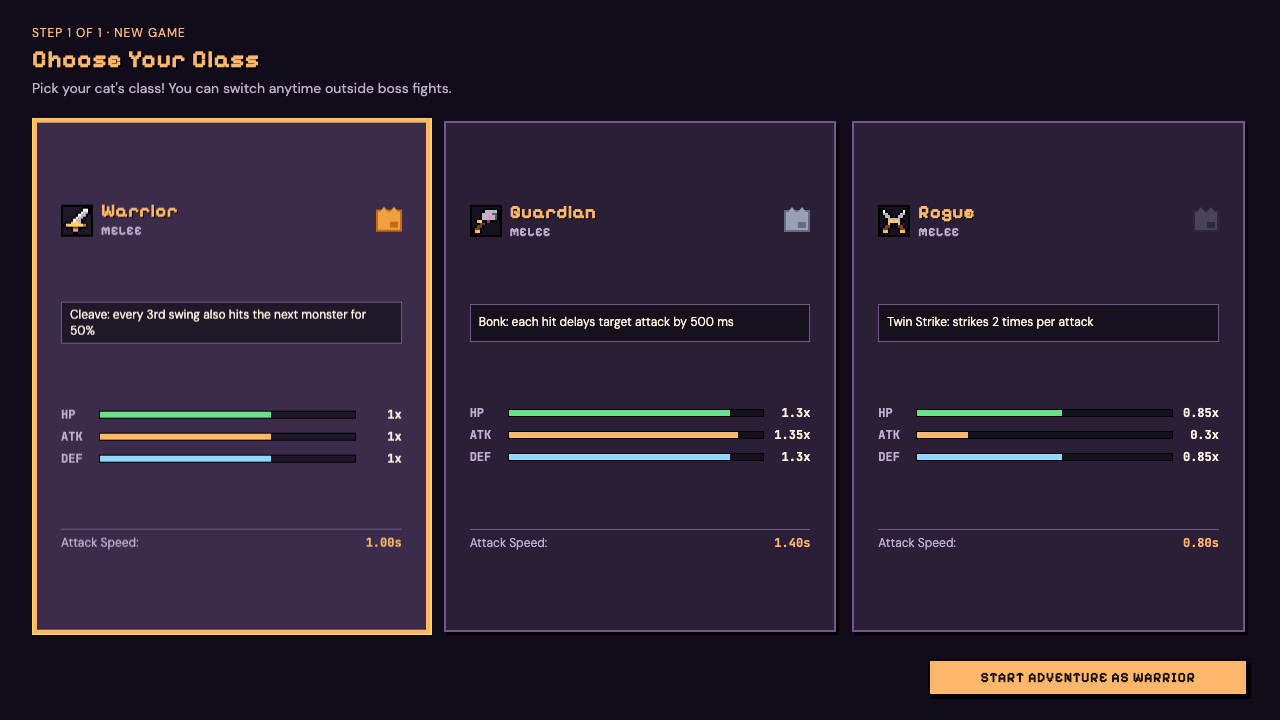 STEP 1 OF 1 · NEW GAME
Choose Your Class
Pick your cat's class! You can switch anytime outside boss fights.
Warrior
MELEE
Cleave: every 3rd swing also hits the next monster for
50%
HP 1x
ATK 1x
DEF 1x
Attack Speed: 1.00s
Guardian
MELEE
Bonk: each hit delays target attack by 500 ms
HP 1.3x
ATK 1.35x
DEF 1.3x
Attack Speed: 1.40s
Rogue
MELEE
Twin Strike: strikes 2 times per attack
HP 0.85x
ATK 0.3x
DEF 0.85x
Attack Speed: 0.80s
START ADVENTURE AS WARRIOR